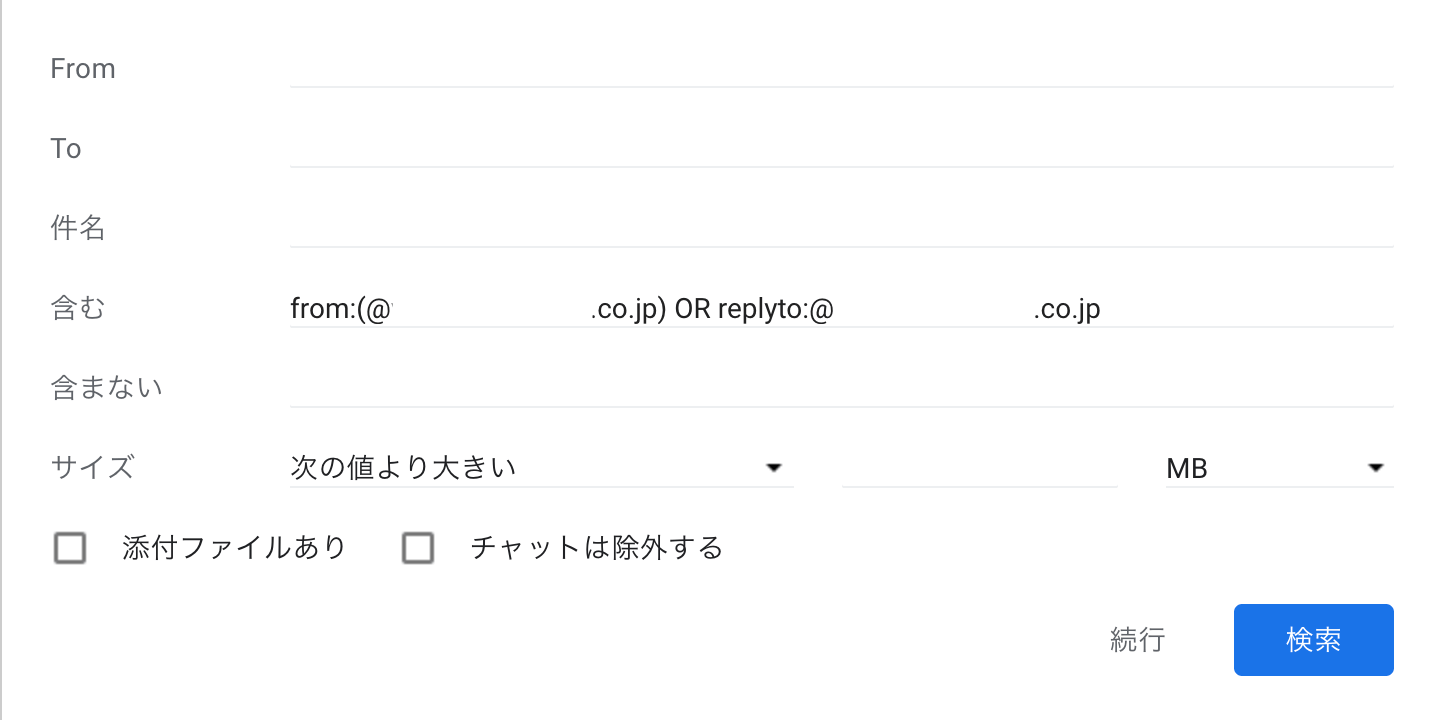 From
To
件名
含む from:(@ .co.jp) OR replyto:@ .co.jp
含まない
サイズ 次の値より大きい MB
添付ファイルあり チャットは除外する
続行 検索